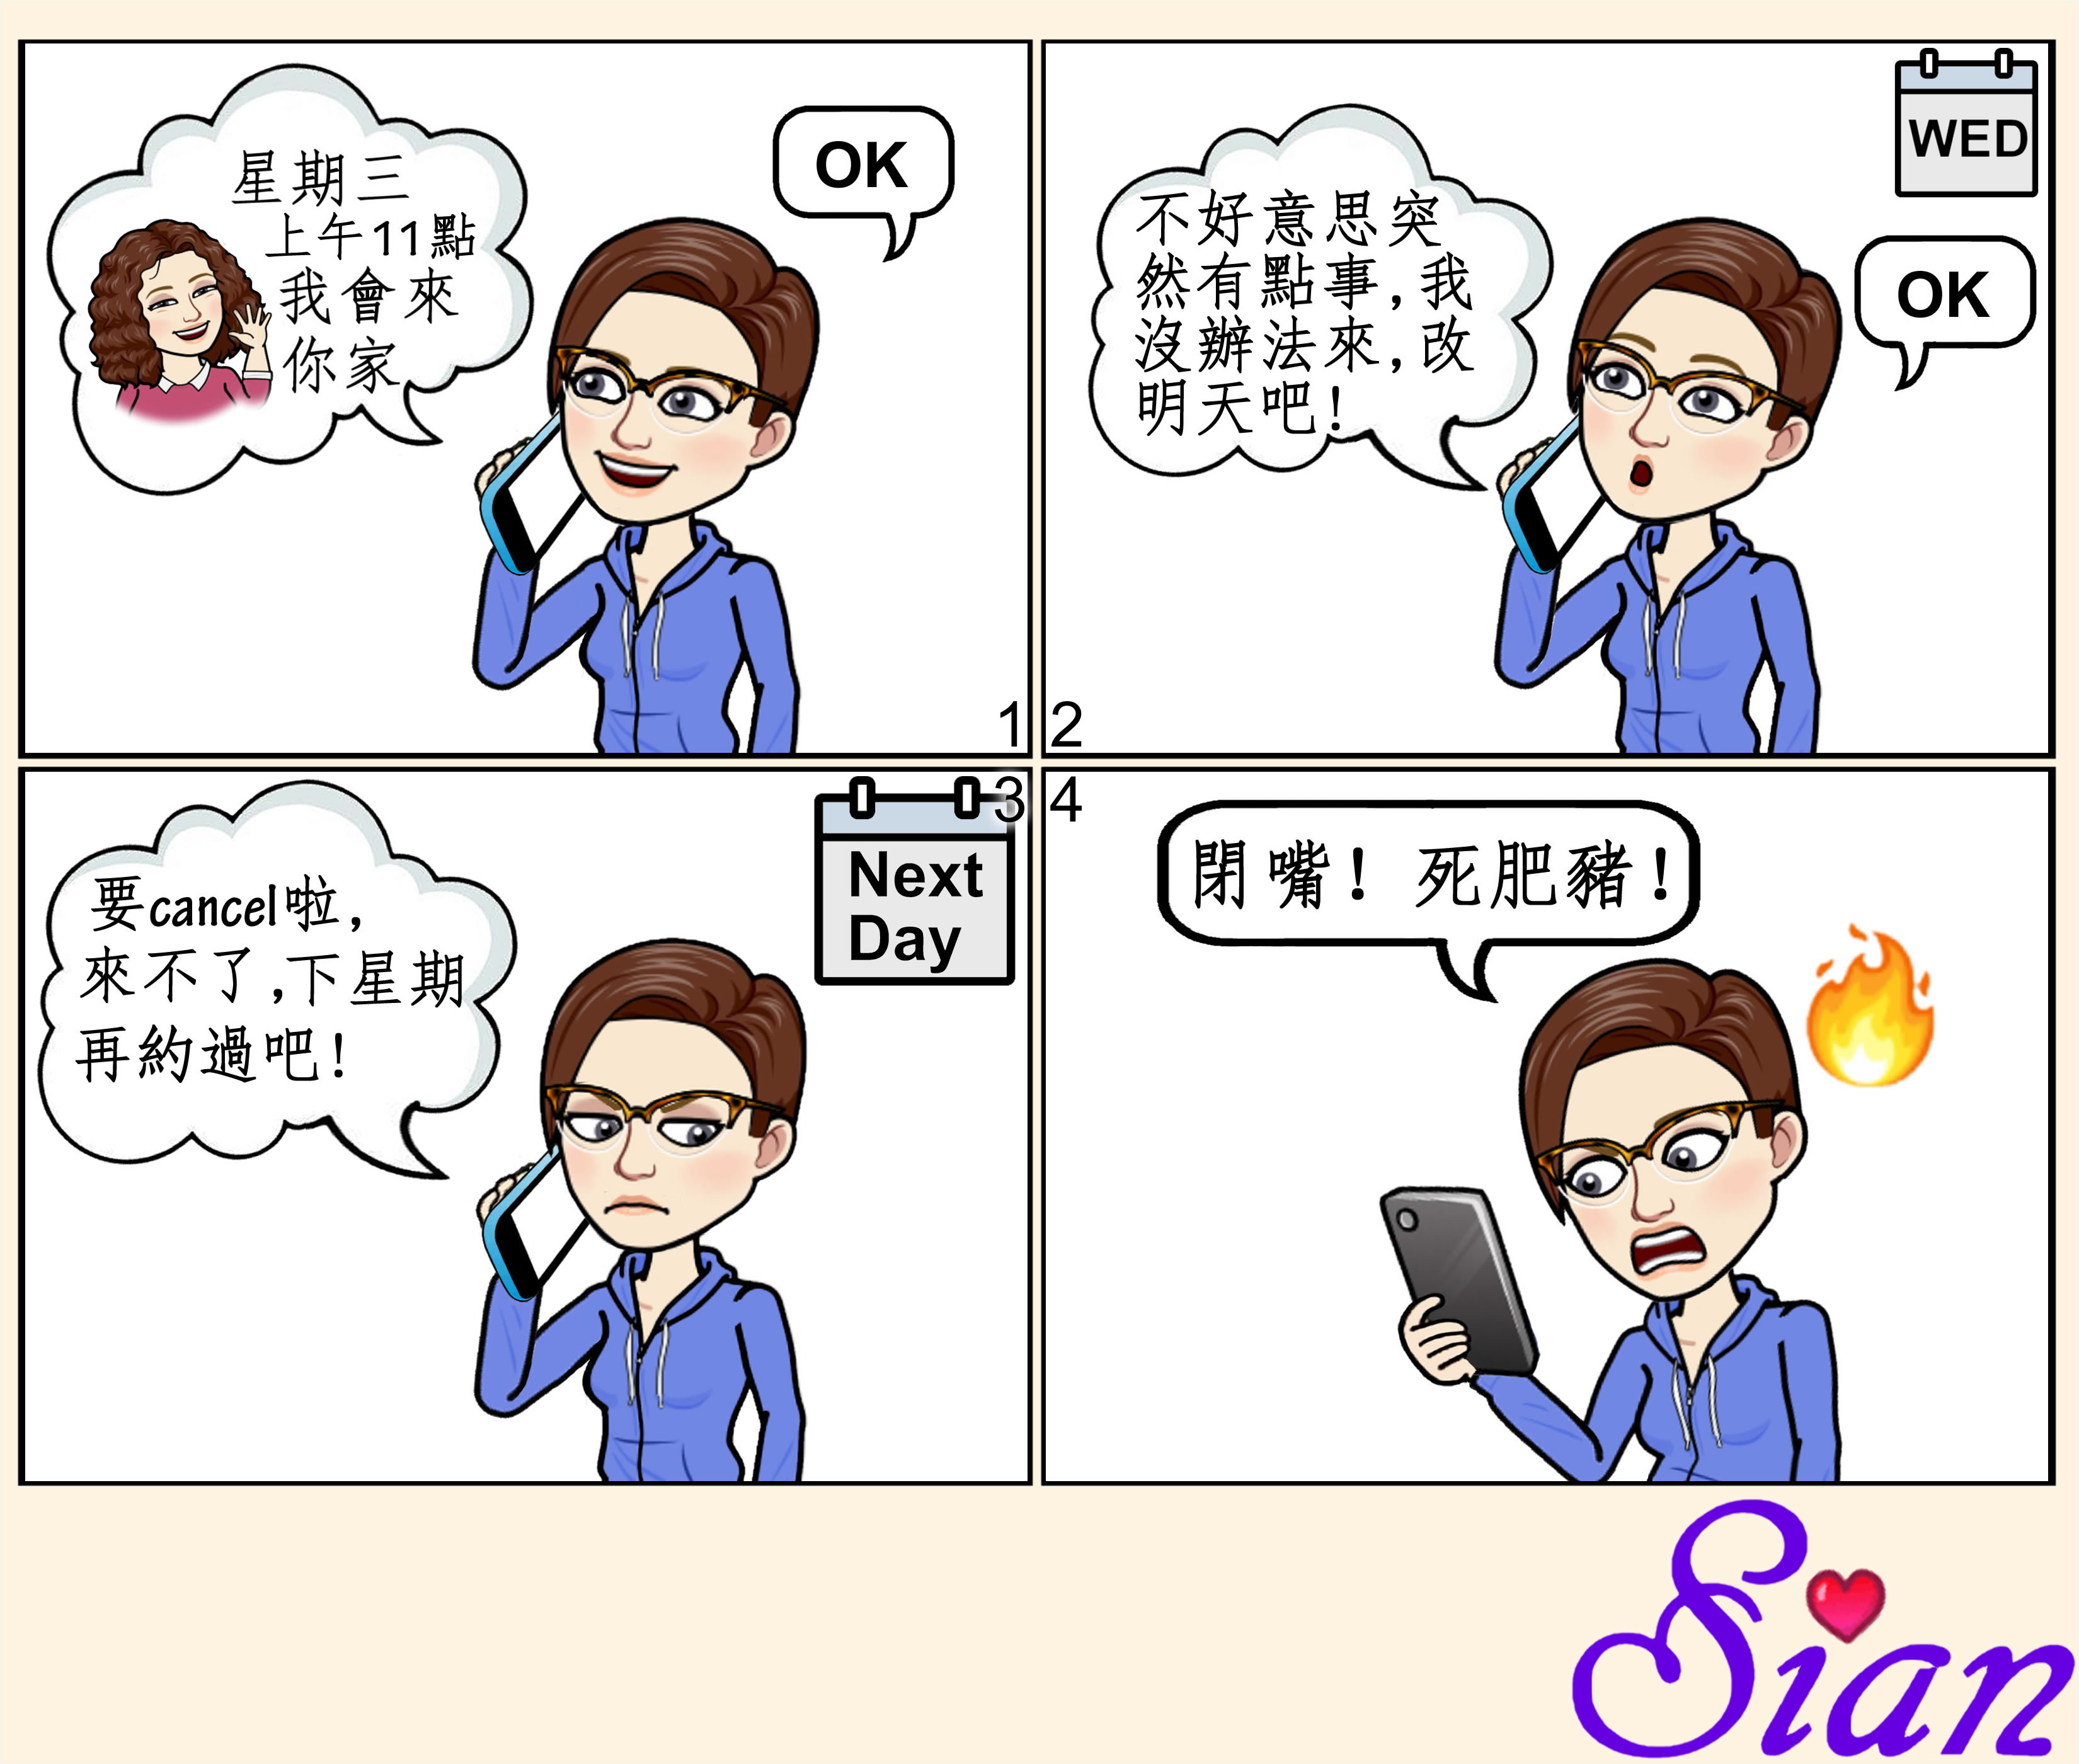 星期三
上午11點
我會來
你家
OK
1
不好意思突
然有點事,我
沒辦法來,改
明天吧!
WED
OK
2
要cancel啦,
來不了,下星期
再約過吧!
Next
Day
3
4
閉嘴! 死肥豬!
Sian